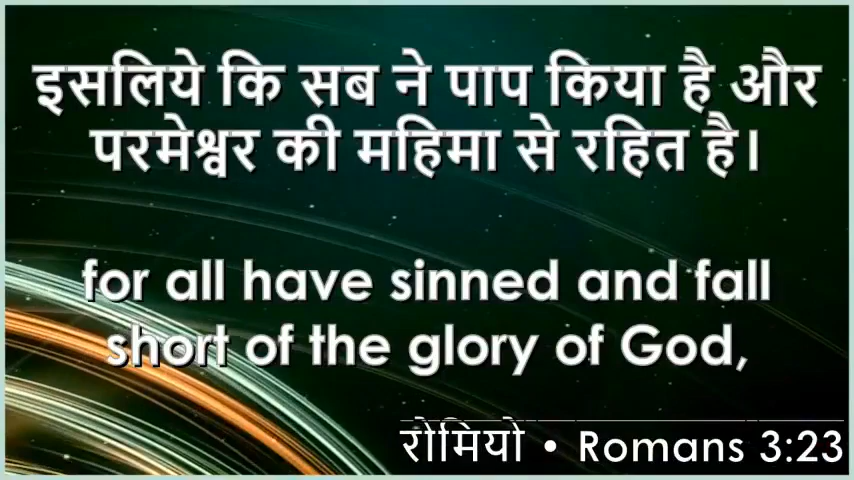 इसलिये कि सब ने पाप किया है और
परमेश्वर की महिमा से रहित है।
for all have sinned and fall
short of the glory of God,
रोमियो • Romans 3:23